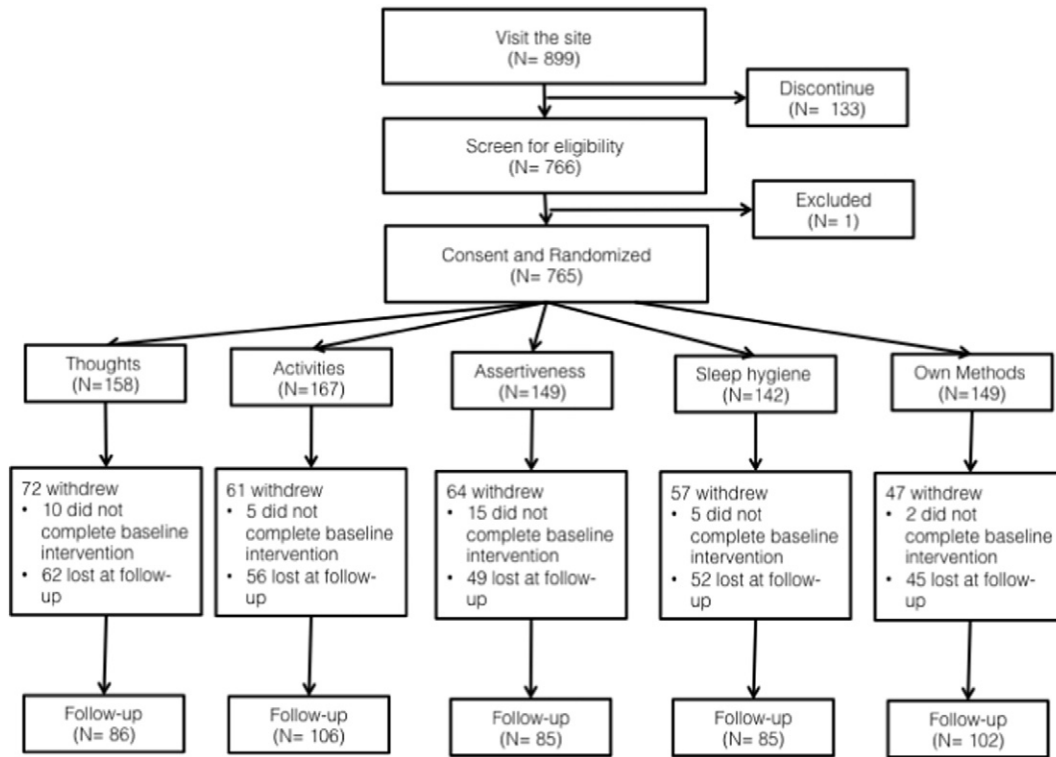 Visit the site
(N= 899)
Discontinue
(N=  133)
Screen for eligibility
(N= 766)
Excluded
(N= 1)
Consent and Randomized
(N= 765)
Thoughts
(N=158)
Activities
(N=167)
Assertiveness
(N=149)
Sleep hygiene
(N=142)
Own Methods
(N=149)
72 withdrew
• 10 did not
complete baseline
intervention
• 62 lost at follow-
up
61 withdrew
• 5 did not
complete baseline
intervention
• 56 lost at follow-
up
64 withdrew
• 15 did not
complete baseline
intervention
• 49 lost at follow-
up
57 withdrew
• 5 did not
complete baseline
intervention
• 52 lost at follow-
up
47 withdrew
• 2 did not
complete baseline
intervention
• 45 lost at follow-
up
Follow-up
(N= 86)
Follow-up
(N= 106)
Follow-up
(N= 85)
Follow-up
(N= 85)
Follow-up
(N= 102)